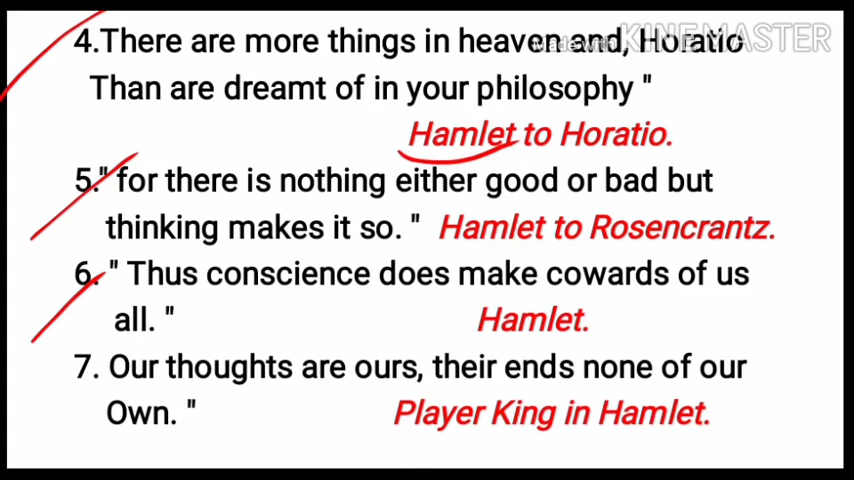 4.There are more things in heaven and, Horatio
Made with KINEMASTER
Than are dreamt of in your philosophy "
Hamlet to Horatio.
5." for there is nothing either good or bad but
thinking makes it so. " Hamlet to Rosencrantz.
6. " Thus conscience does make cowards of us
all. " Hamlet.
7. Our thoughts are ours, their ends none of our
Own. " Player King in Hamlet.